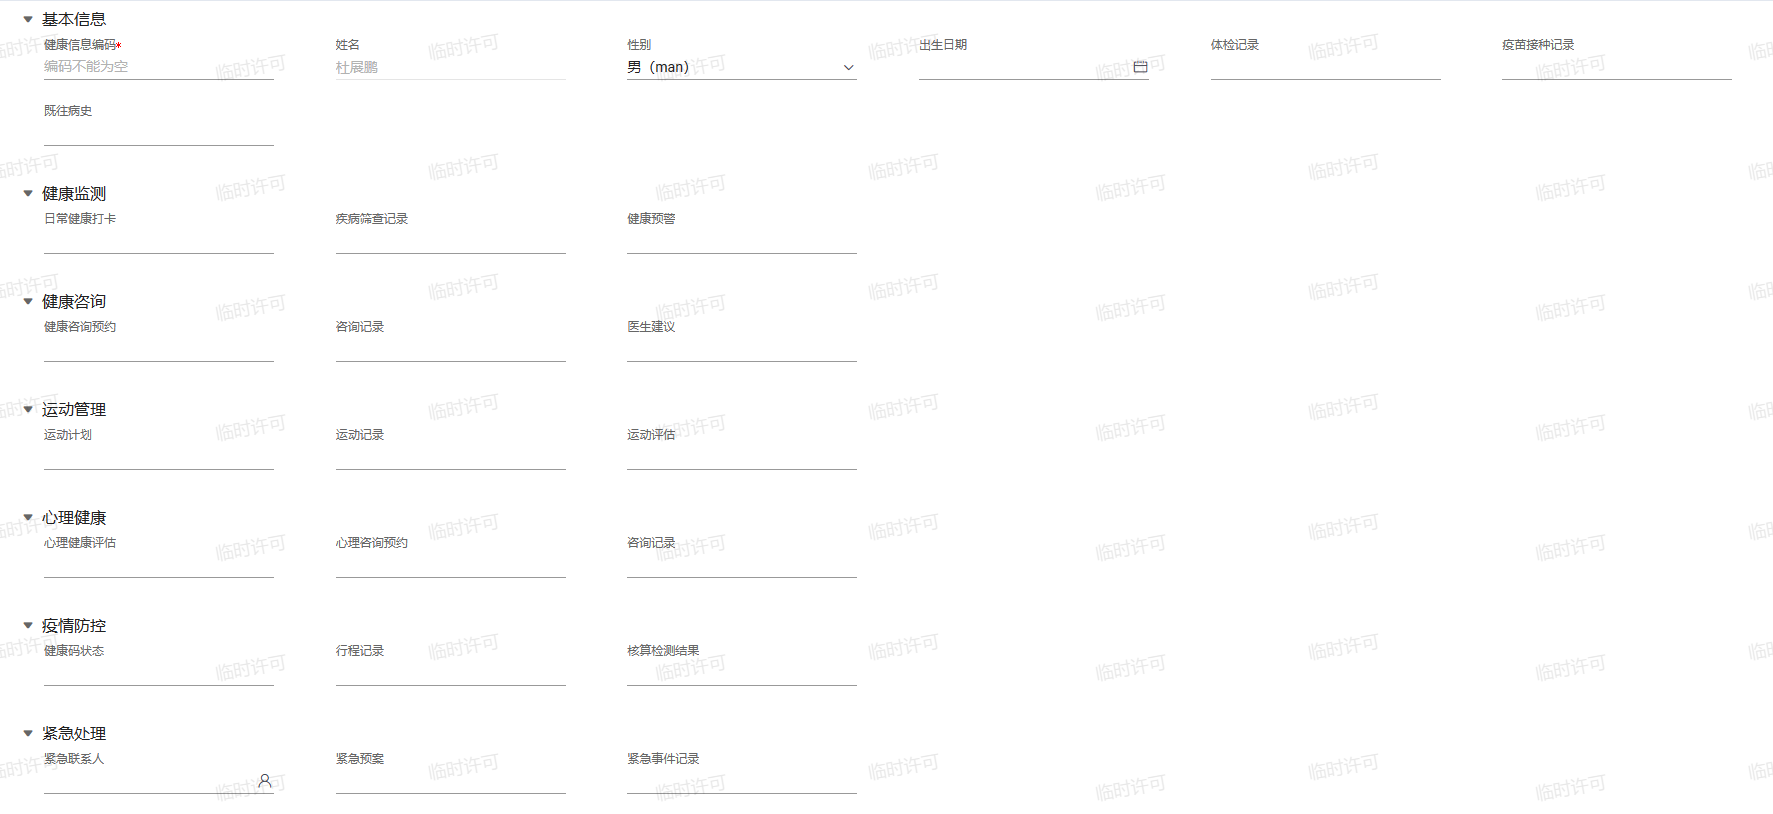 基本信息
健康信息编码*
姓名
性别
出生日期
体检记录
疫苗接种记录
编码不能为空
杜展鹏
男（man）
既往病史
健康监测
日常健康打卡
疾病筛查记录
健康预警
健康咨询
健康咨询预约
咨询记录
医生建议
运动管理
运动计划
运动记录
运动评估
心理健康
心理健康评估
心理咨询预约
咨询记录
疫情防控
健康码状态
行程记录
核算检测结果
紧急处理
紧急联系人
紧急预案
紧急事件记录
临时许可